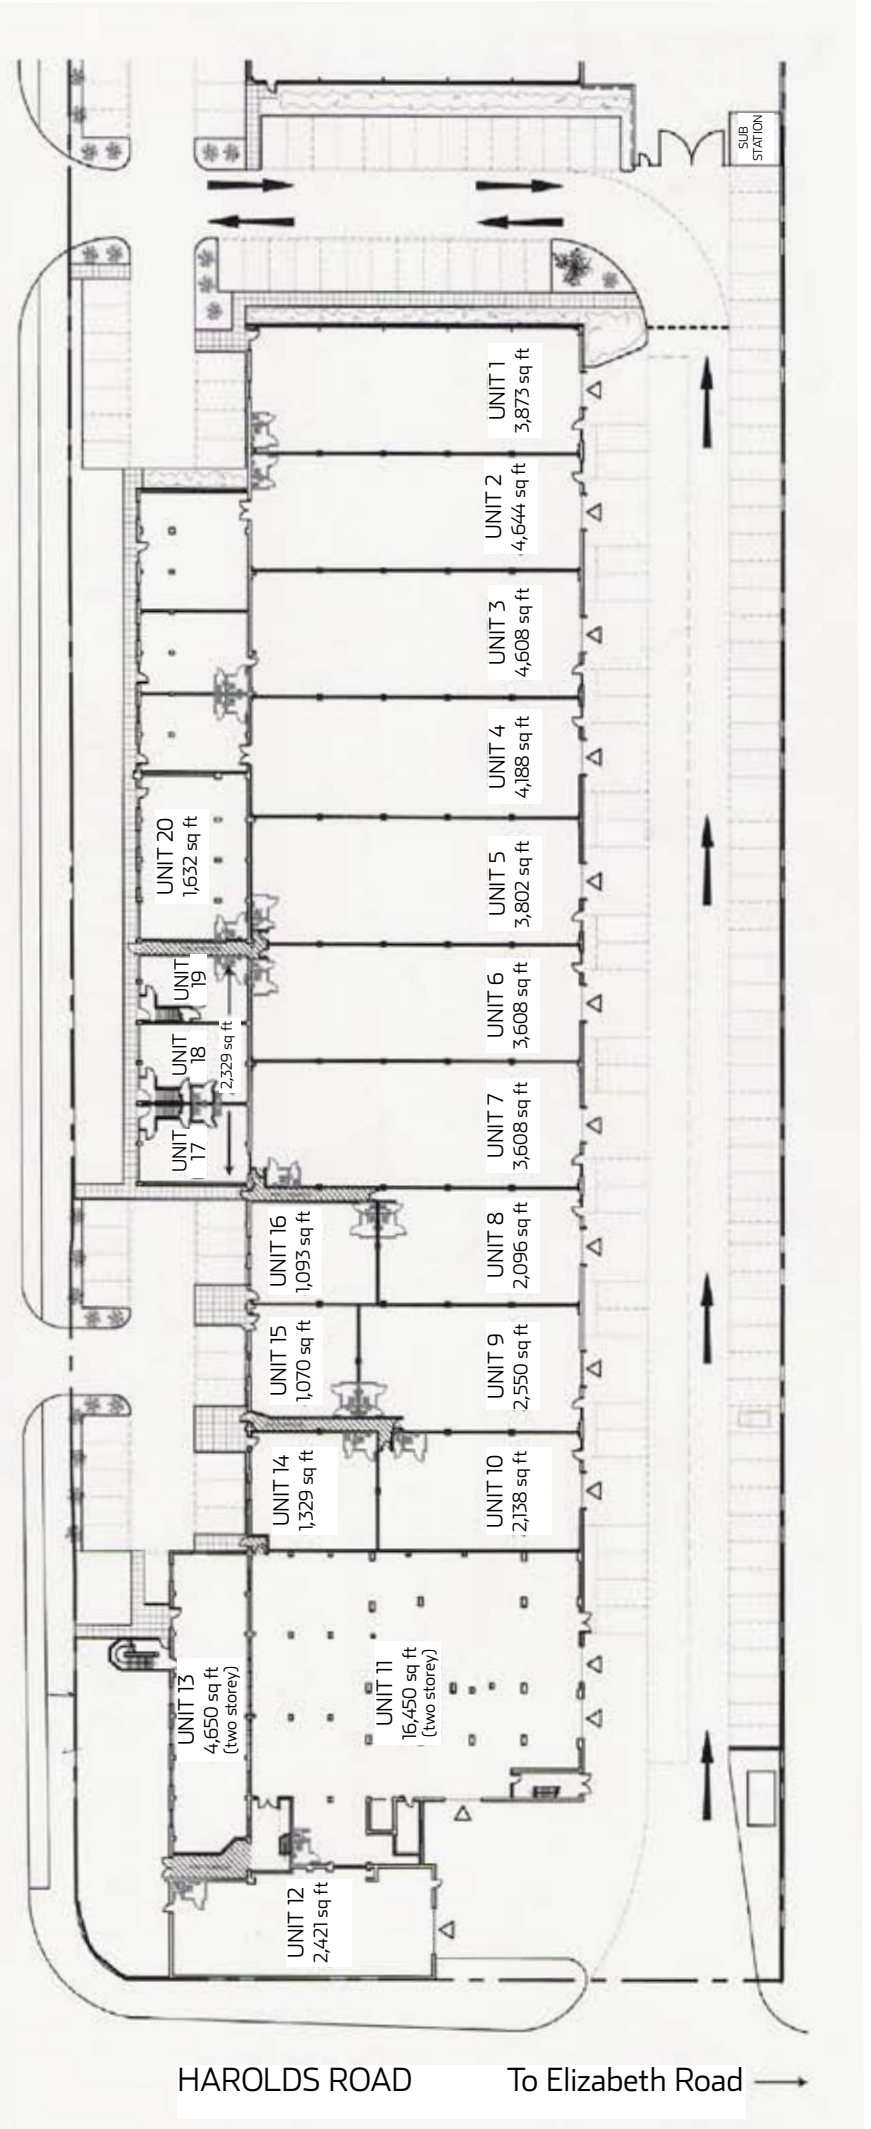 SUB
STATION
UNIT 1
3,873 sq ft
UNIT 2
4,644 sq ft
UNIT 3
4,608 sq ft
UNIT 4
4,188 sq ft
UNIT 5
3,802 sq ft
UNIT 6
3,608 sq ft
UNIT 7
3,608 sq ft
UNIT 8
2,096 sq ft
UNIT 9
2,550 sq ft
UNIT 10
2,138 sq ft
UNIT 11
16,450 sq ft
(two storey)
UNIT 12
2,421 sq ft
UNIT 13
4,650 sq ft
(two storey)
UNIT 14
1,329 sq ft
UNIT 15
1,070 sq ft
UNIT 16
1,093 sq ft
UNIT
17
UNIT
18
UNIT
19
2,329 sq ft
UNIT 20
1,632 sq ft
HAROLDS ROAD
To Elizabeth Road